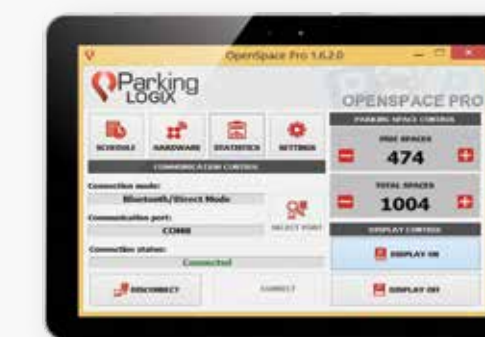 OpenSpace Pro 1.6.2.0
Parking
LOGIX
OPENSPACE PRO
SCHEDULE HARDWARE STATISTICS SETTINGS
PARKING SPACE CONTROL
FREE SPACES
474
COMMUNICATION CONTROL
Connection mode:
Bluetooth/Direct Mode
TOTAL SPACES
1004
Communication port:
COM8
SELECT PORT
DISPLAY CONTROL
Connection status:
Connected
DISPLAY ON
DISCONNECT CONNECT
DISPLAY OFF